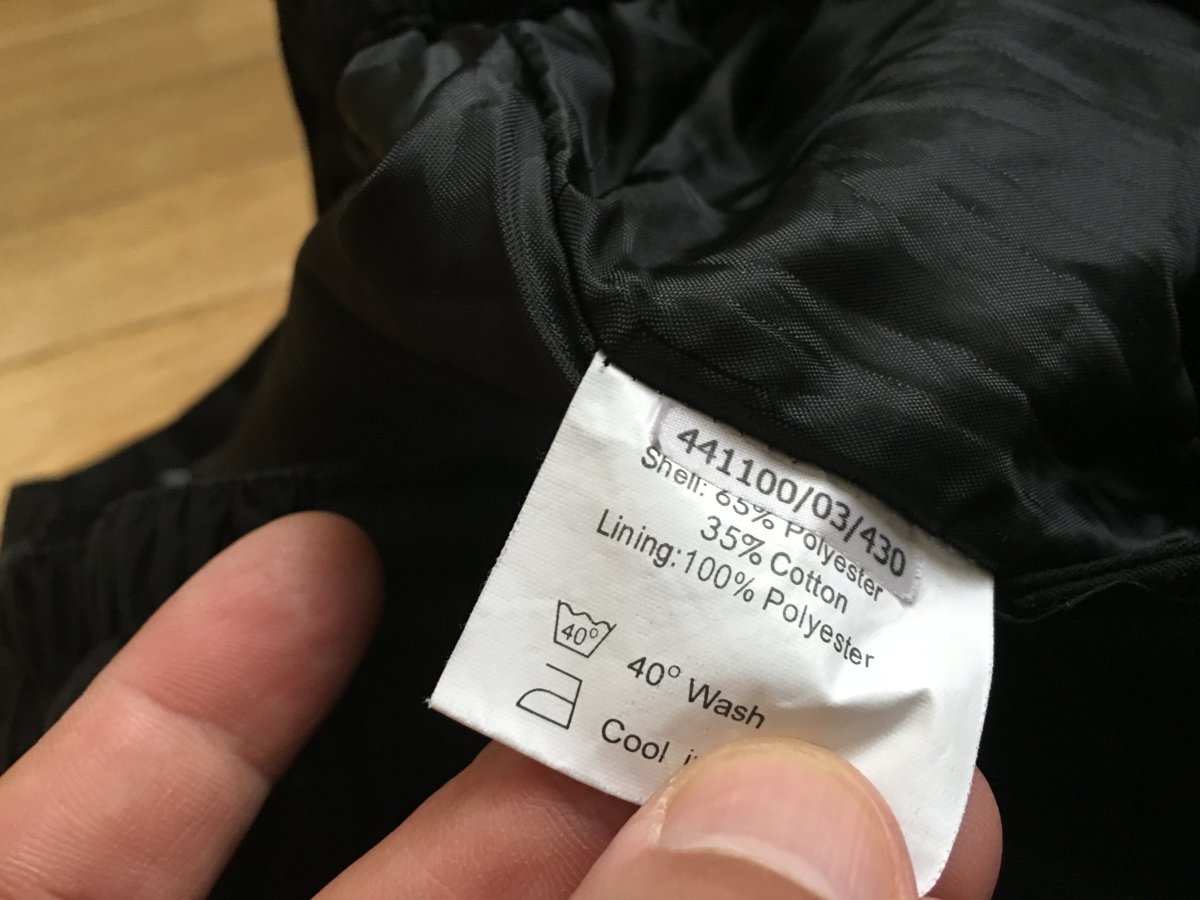 441100/03/430
Shell: 65% Polyester
35% Cotton
Lining:100% Polyester
40°
40° Wash
Cool